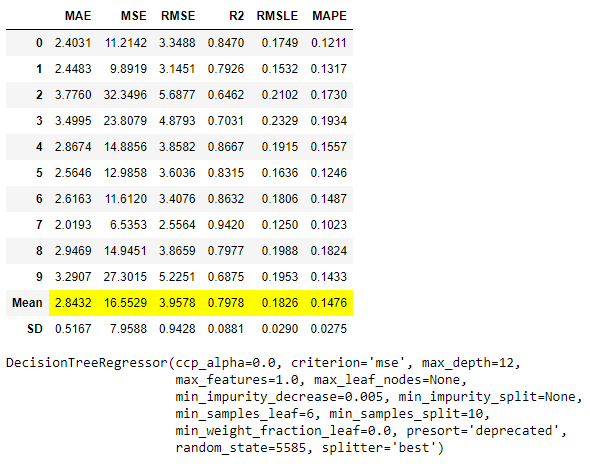 MAE MSE RMSE R2 RMSLE MAPE
0 2.4031 11.2142 3.3488 0.8470 0.1749 0.1211
1 2.4483 9.8919 3.1451 0.7926 0.1532 0.1317
2 3.7760 32.3496 5.6877 0.6462 0.2102 0.1730
3 3.4995 23.8079 4.8793 0.7031 0.2329 0.1934
4 2.8674 14.8856 3.8582 0.8667 0.1915 0.1557
5 2.5646 12.9858 3.6036 0.8315 0.1636 0.1246
6 2.6163 11.6120 3.4076 0.8632 0.1806 0.1487
7 2.0193 6.5353 2.5564 0.9420 0.1250 0.1023
8 2.9469 14.9451 3.8659 0.7977 0.1988 0.1824
9 3.2907 27.3015 5.2251 0.6875 0.1953 0.1433
Mean 2.8432 16.5529 3.9578 0.7978 0.1826 0.1476
SD 0.5167 7.9588 0.9428 0.0881 0.0290 0.0275
DecisionTreeRegressor(ccp_alpha=0.0, criterion='mse', max_depth=12,
max_features=1.0, max_leaf_nodes=None,
min_impurity_decrease=0.005, min_impurity_split=None,
min_samples_leaf=6, min_samples_split=10,
min_weight_fraction_leaf=0.0, presort='deprecated',
random_state=5585, splitter='best')